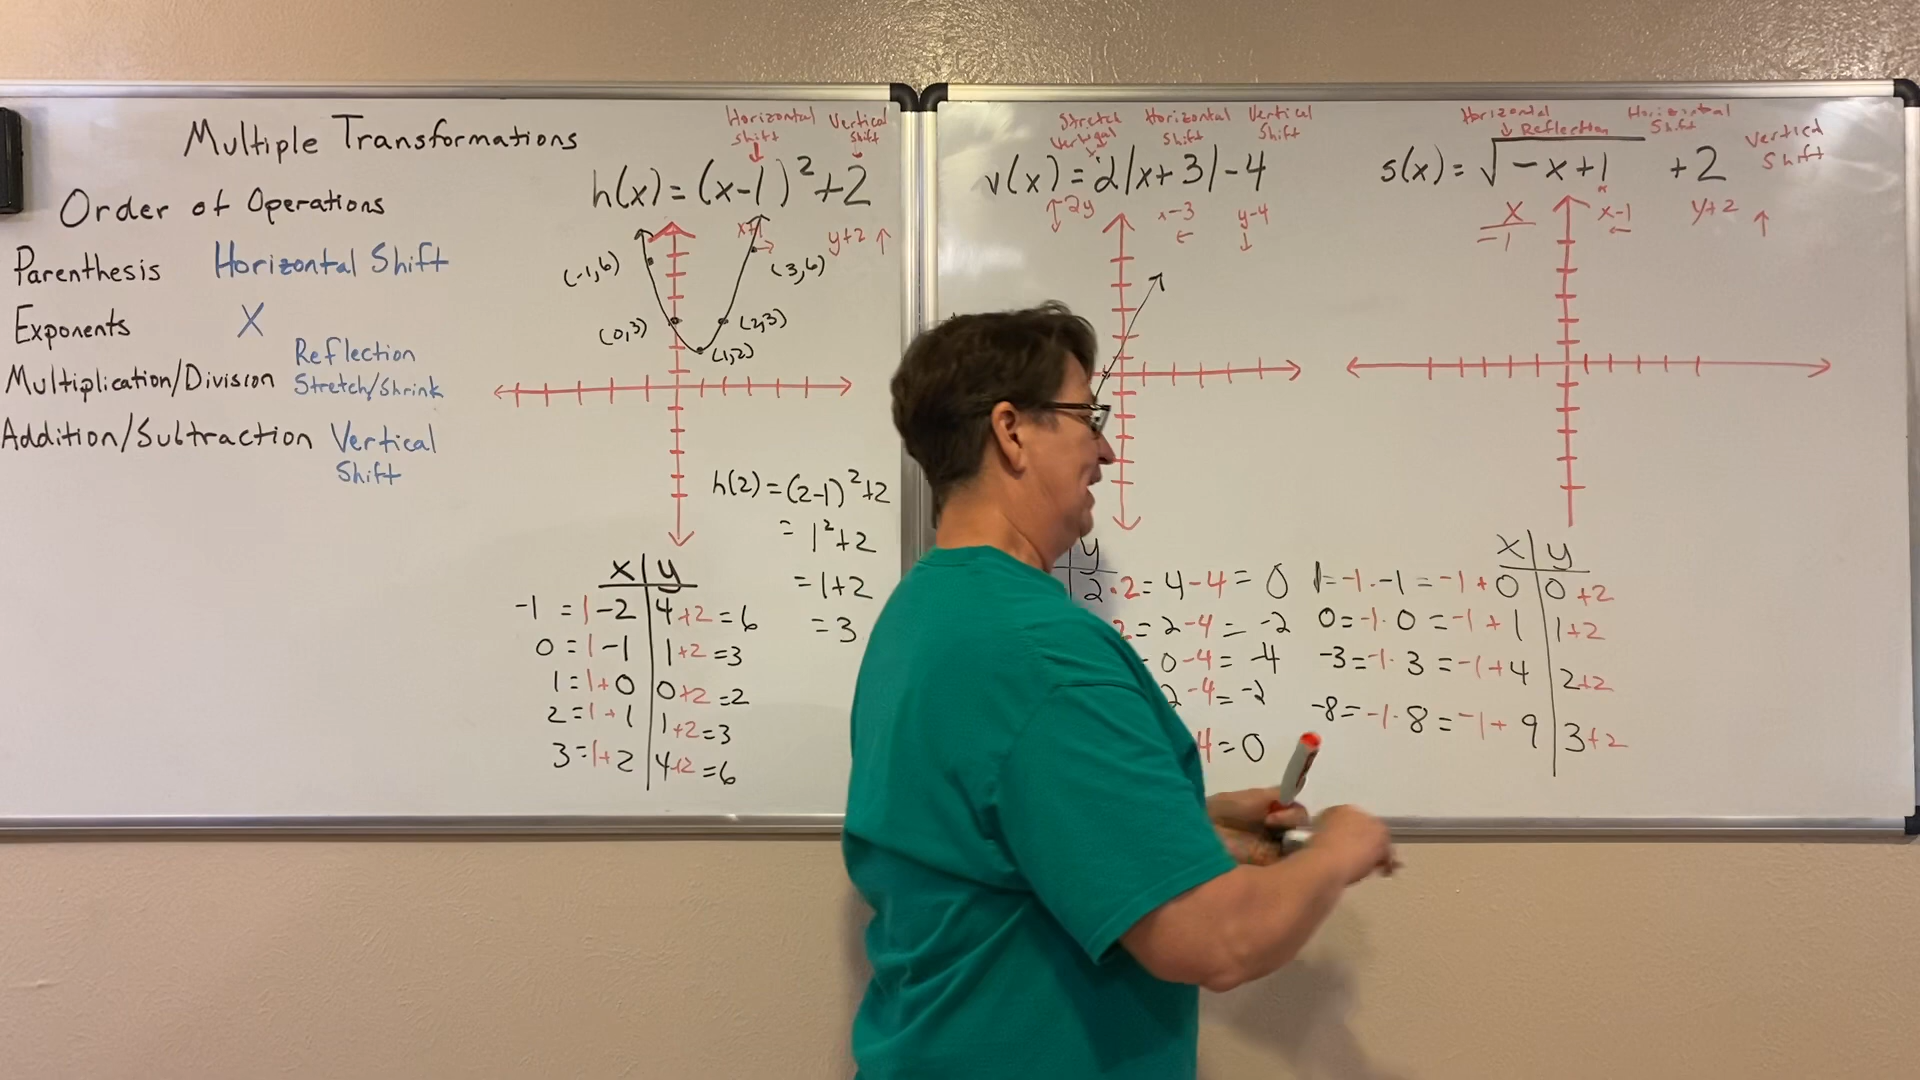 Multiple Transformations
Order of Operations
Parenthesis Horizontal Shift
Exponents X
Multiplication/Division Reflection Stretch/Shrink
Addition/Subtraction Vertical Shift
Horizontal Shift
Vertical Shift
h(x) = (x-1)²+2
y+2
(-1,6)
(3,6)
(0,3)
(2,3)
(1,2)
h(2) = (2-1)²+2
= 1²+2
= 1+2
= 3
x y
-1 = 1-2 4+2 = 6
0 = 1-1 1+2 = 3
1 = 1+0 0+2 = 2
2 = 1+1 1+2 = 3
3 = 1+2 4+2 = 6
Stretch Vertical
Horizontal Shift
Vertical Shift
v(x) = 2|x+3|-4
2y x-3 y-4
y
2·2 = 4-4 = 0
2 = 2-4 = -2
0-4 = -4
2-4 = -2
4 = 0
Horizontal Reflection
Horizontal Shift
Vertical Shift
s(x) = √-x+1 +2
x
-1
x-1
y+2
x y
1 = -1·-1 = -1+0 0+2
0 = -1·0 = -1+1 1+2
-3 = -1·3 = -1+4 2+2
-8 = -1·8 = -1+9 3+2